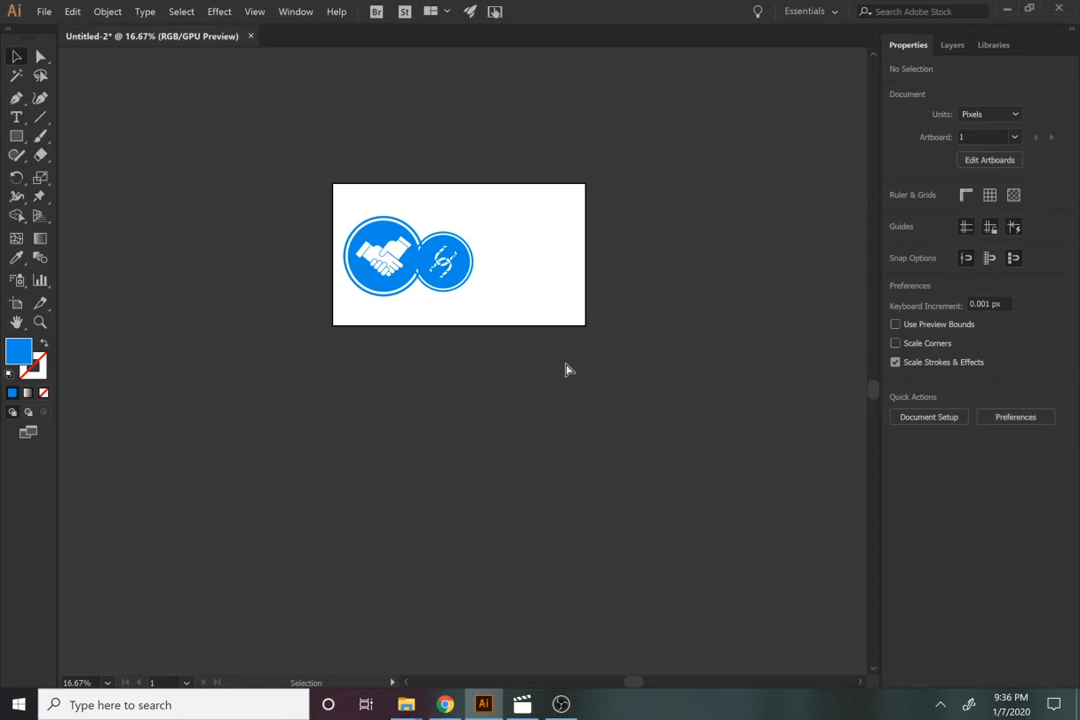 Ai File Edit Object Type Select Effect View Window Help Br St Essentials Search Adobe Stock
Untitled-2* @ 16.67% (RGB/GPU Preview) ×
Properties Layers Libraries
No Selection
Document
Units: Pixels
Artboard: 1
Edit Artboards
Ruler & Grids
Guides
Snap Options
Preferences
Keyboard Increment: 0.001 px
Use Preview Bounds
Scale Corners
Scale Strokes & Effects
Quick Actions
Document Setup Preferences
16.67% 1 Selection
Type here to search Ai
9:36 PM
1/7/2020